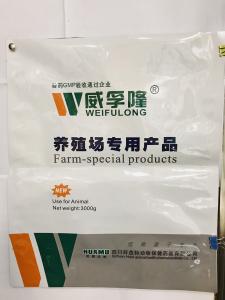 兽药GMP验收通过企业
威孚隆®
WEIFULONG
养殖场专用产品
Farm-special products
NEW
Use for Animal
Net weight:3000g
HUAMU